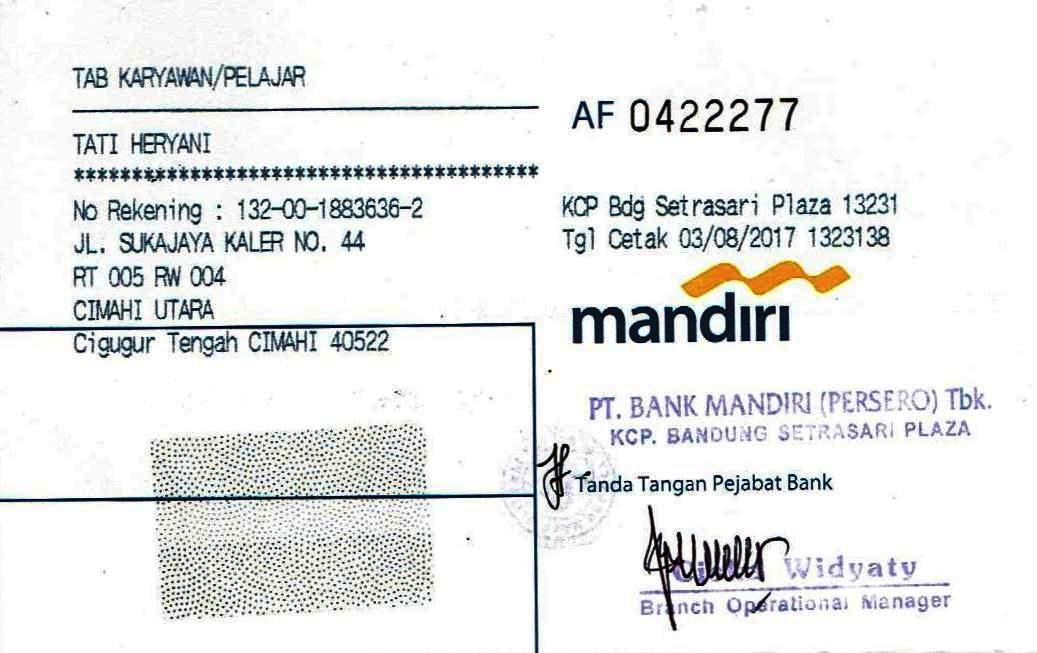 TAB KARYAWAN/PELAJAR
TATI HERYANI
****************************************
No Rekening : 132-00-1883636-2
JL. SUKAJAYA KALER NO. 44
RT 005 RW 004
CIMAHI UTARA
Cigugur Tengah CIMAHI 40522
AF 0422277
KCP Bdg Setrasari Plaza 13231
Tgl Cetak 03/08/2017 1323138
mandiri
PT. BANK MANDIRI (PERSERO) Tbk.
KCP. BANDUNG SETRASARI PLAZA
Tanda Tangan Pejabat Bank
Widyaty
Branch Operational Manager